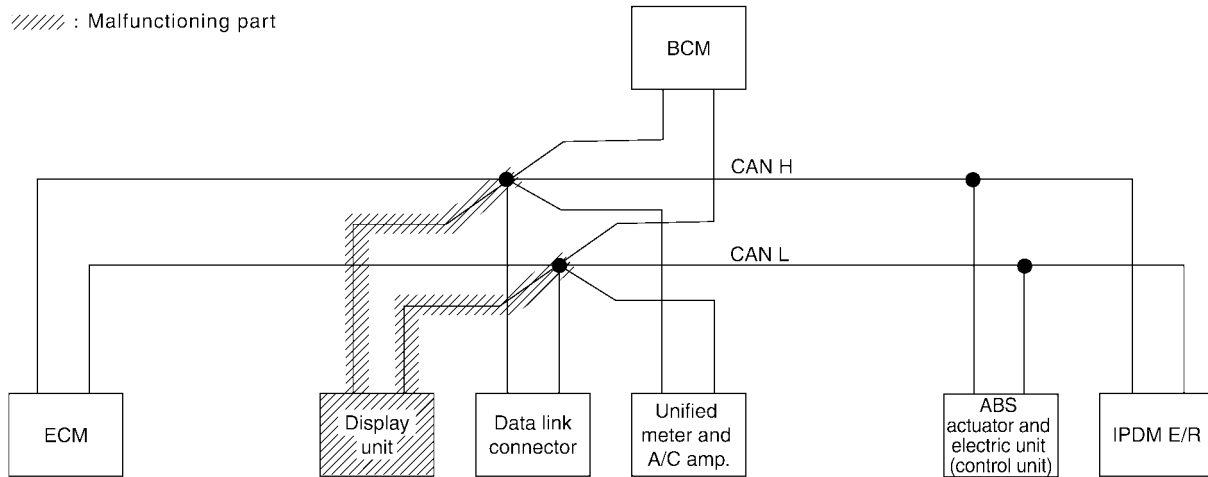 : Malfunctioning part
BCM
CAN H
CAN L
ECM
Display
unit
Data link
connector
Unified
meter and
A/C amp.
ABS
actuator and
electric unit
(control unit)
IPDM E/R